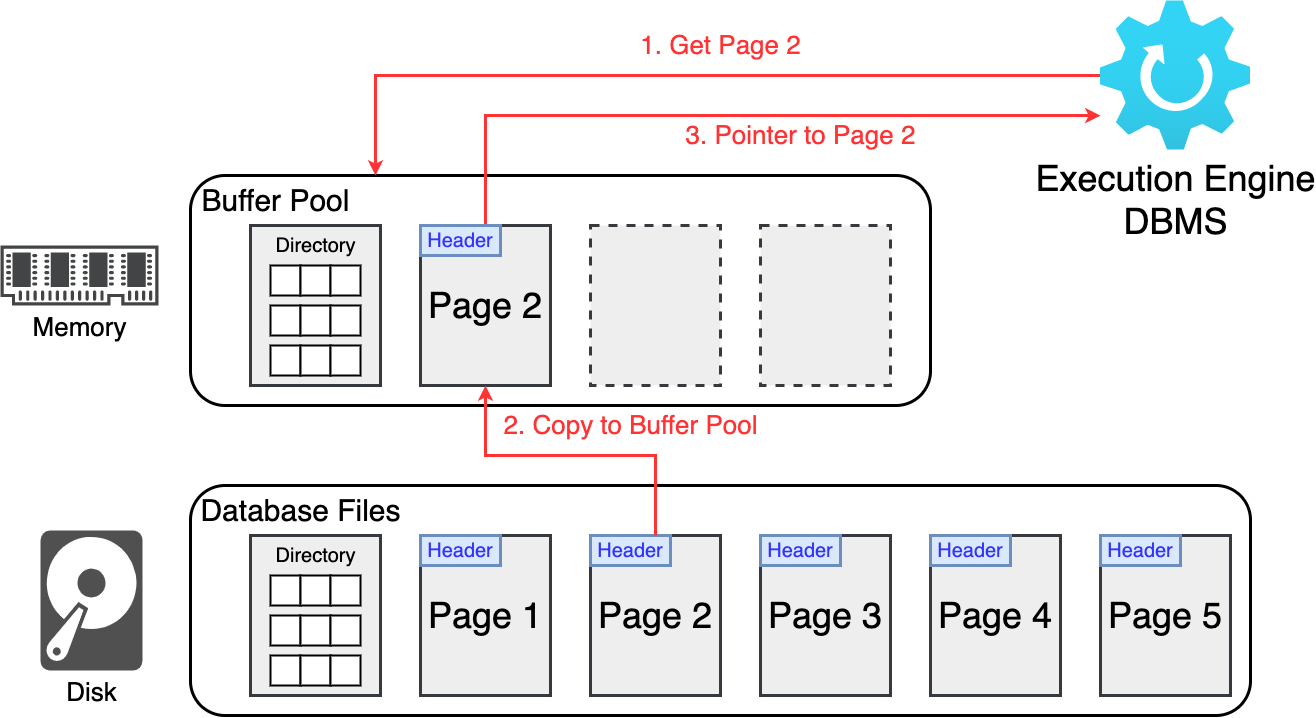 1. Get Page 2
3. Pointer to Page 2
Execution Engine
DBMS
Buffer Pool
Directory
Header
Page 2
Memory
2. Copy to Buffer Pool
Database Files
Directory
Header
Page 1
Header
Page 2
Header
Page 3
Header
Page 4
Header
Page 5
Disk